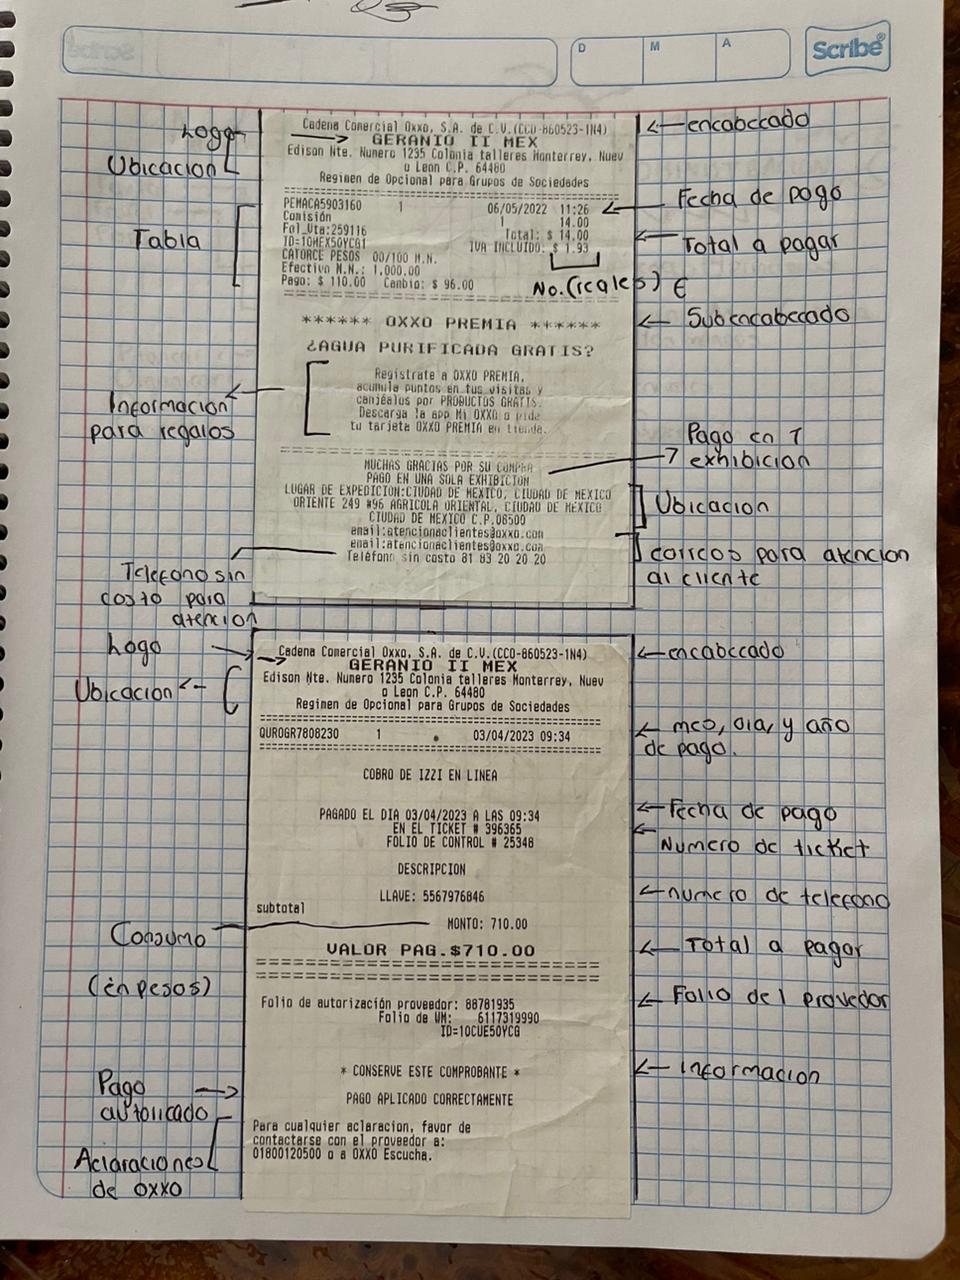 D M A
Scribé
Logo
Ubicacion
Cadena Comercial Oxxo, S.A. de C.V.(CCO-860523-1N4)
GERANIO II MEX
Edison Nte. Numero 1235 Colonia talleres Monterrey, Nuev
o Leon C.P. 64480
Regimen de Opcional para Grupos de Sociedades
encabeccado
Tabla
PEMACA5903160 1 06/05/2022 11:26
Comisión 1 14.00
Fol_Vta:259116 Total: $ 14.00
ID=10MEX50YCG1 IVA INCLUIDO: $ 1.93
CATORCE PESOS 00/100 M.N.
Efectivo M.N.: 1,000.00
Pago: $ 110.00 Cambio: $ 96.00
Fecha de pago
Total a pagar
No. (reales) €
****** OXXO PREMIA ******
Subencabeccado
¿AGUA PURIFICADA GRATIS?
Informacion
para regalos
Registrate a OXXO PREMIA,
acumula puntos en tus visitas y
canjéalos por PRODUCTOS GRATIS.
Descarga la app Mi OXXO o pide
tu tarjeta OXXO PREMIA en tienda.
Pago en 1
exhibicion
MUCHAS GRACIAS POR SU COMPRA
PAGO EN UNA SOLA EXHIBICION
LUGAR DE EXPEDICION:CIUDAD DE MEXICO, CIUDAD DE MEXICO
ORIENTE 249 #96 AGRICOLA ORIENTAL, CIUDAD DE MEXICO
CIUDAD DE MEXICO C.P.08500
Ubicacion
email:atencionaclientes@oxxo.com
email:atencionaclientes@oxxo.com
Teléfono sin costo 81 83 20 20 20
correos para atencion
al cliente
Telefono sin
costo para
atencion
Logo
Ubicacion
Cadena Comercial Oxxo, S.A. de C.V.(CCO-860523-1N4)
GERANIO II MEX
Edison Nte. Numero 1235 Colonia talleres Monterrey, Nuev
o Leon C.P. 64480
Regimen de Opcional para Grupos de Sociedades
encabeccado
QUROGR7808230 1 03/04/2023 09:34
mes, dia, y año
de pago.
COBRO DE IZZI EN LINEA
PAGADO EL DIA 03/04/2023 A LAS 09:34
EN EL TICKET # 396365
FOLIO DE CONTROL # 25348
Fecha de pago
Numero de ticket
DESCRIPCION
LLAVE: 5567976846
numero de telefono
subtotal
MONTO: 710.00
Consumo
(en pesos)
VALOR PAG.$710.00
Total a pagar
Folio de autorización proveedor: 88781935
Folio de WM: 6117319990
ID=10CUE50YCG
Folio del provedor
* CONSERVE ESTE COMPROBANTE *
Informacion
PAGO APLICADO CORRECTAMENTE
Pago
autoricado
Para cualquier aclaracion, favor de
contactarse con el proveedor a:
01800120500 o a OXXO Escucha.
Aclaraciones
de oxxo
Scribé